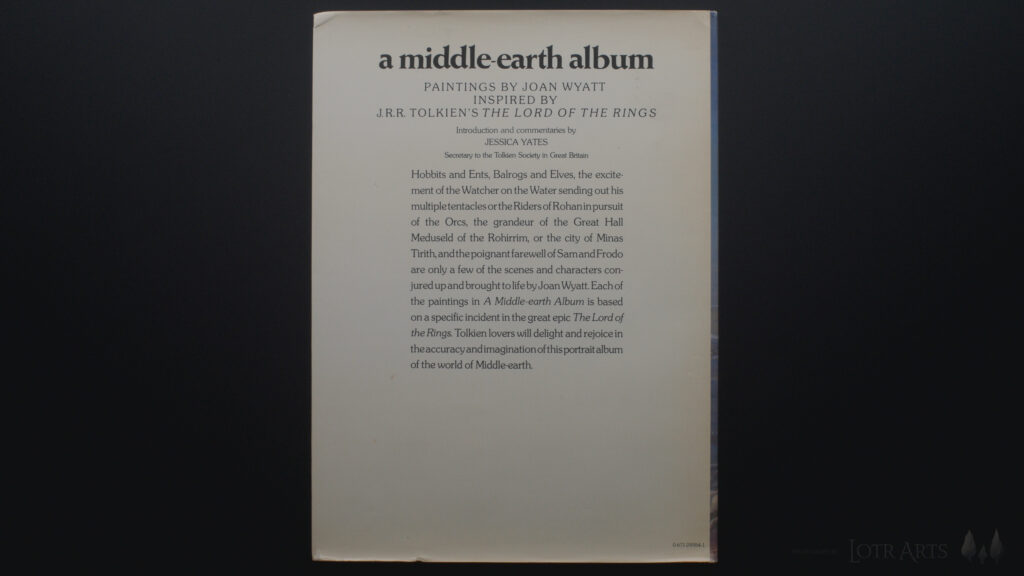 a middle-earth album
PAINTINGS BY JOAN WYATT
INSPIRED BY
J.R.R. TOLKIEN'S THE LORD OF THE RINGS
Introduction and commentaries by
JESSICA YATES
Secretary to the Tolkien Society in Great Britain
Hobbits and Ents, Balrogs and Elves, the excite-
ment of the Watcher on the Water sending out his
multiple tentacles or the Riders of Rohan in pursuit
of the Orcs, the grandeur of the Great Hall
Meduseld of the Rohirrim, or the city of Minas
Tirith, and the poignant farewell of Sam and Frodo
are only a few of the scenes and characters con-
jured up and brought to life by Joan Wyatt. Each of
the paintings in A Middle-earth Album is based
on a specific incident in the great epic The Lord of
the Rings. Tolkien lovers will delight and rejoice in
the accuracy and imagination of this portrait album
of the world of Middle-earth.
LOTR ARTS